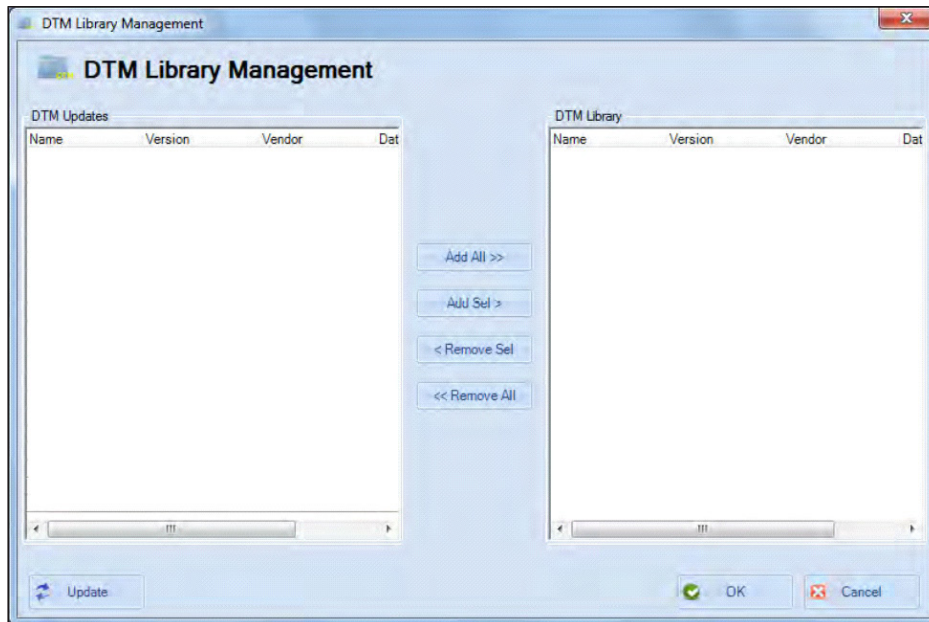 DTM Library Management
DTM Library Management
DTM Updates
Name Version Vendor Dat
DTM Library
Name Version Vendor Dat
Add All >>
Add Sel >
< Remove Sel
<< Remove All
Update
OK
Cancel